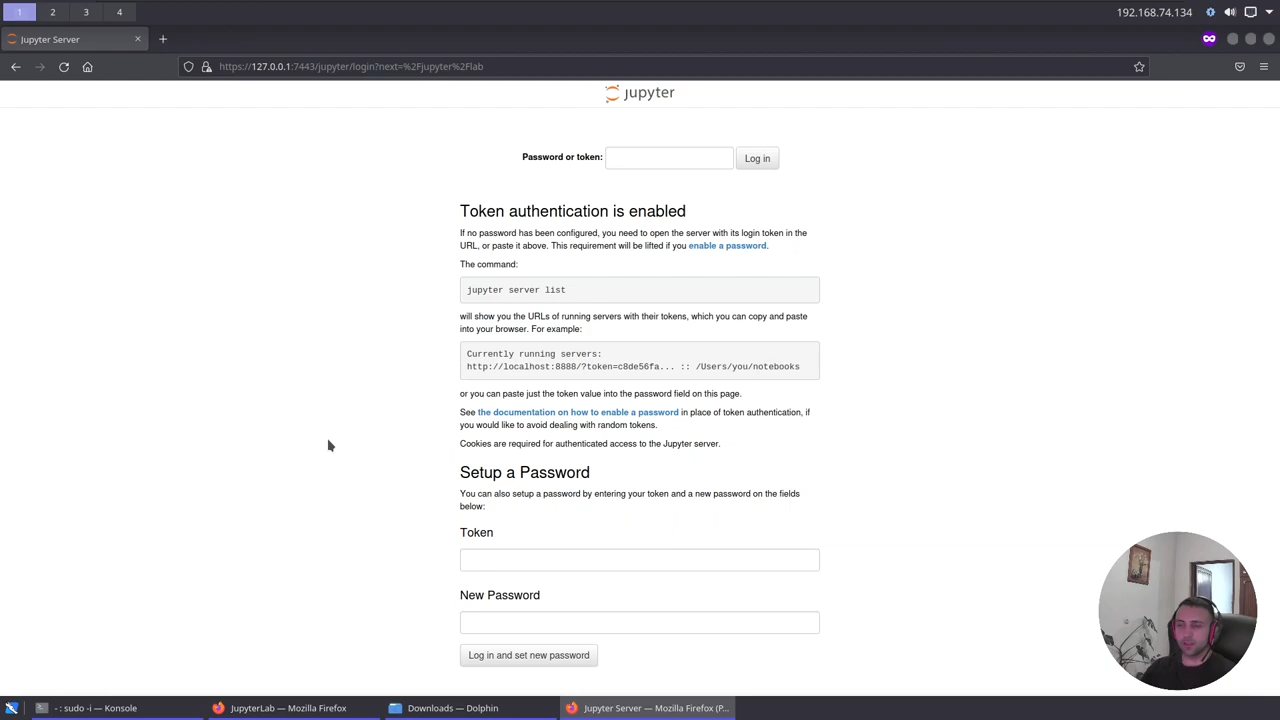 1 2 3 4 192.168.74.134
Jupyter Server
https://127.0.0.1:7443/jupyter/login?next=%2Fjupyter%2Flab
jupyter
Password or token: Log in
Token authentication is enabled
If no password has been configured, you need to open the server with its login token in the
URL, or paste it above. This requirement will be lifted if you enable a password.
The command:
jupyter server list
will show you the URLs of running servers with their tokens, which you can copy and paste
into your browser. For example:
Currently running servers:
http://localhost:8888/?token=c8de56fa... :: /Users/you/notebooks
or you can paste just the token value into the password field on this page.
See the documentation on how to enable a password in place of token authentication, if
you would like to avoid dealing with random tokens.
Cookies are required for authenticated access to the Jupyter server.
Setup a Password
You can also setup a password by entering your token and a new password on the fields
below:
Token
New Password
Log in and set new password
- : sudo -i — Konsole JupyterLab — Mozilla Firefox Downloads — Dolphin Jupyter Server — Mozilla Firefox (P...